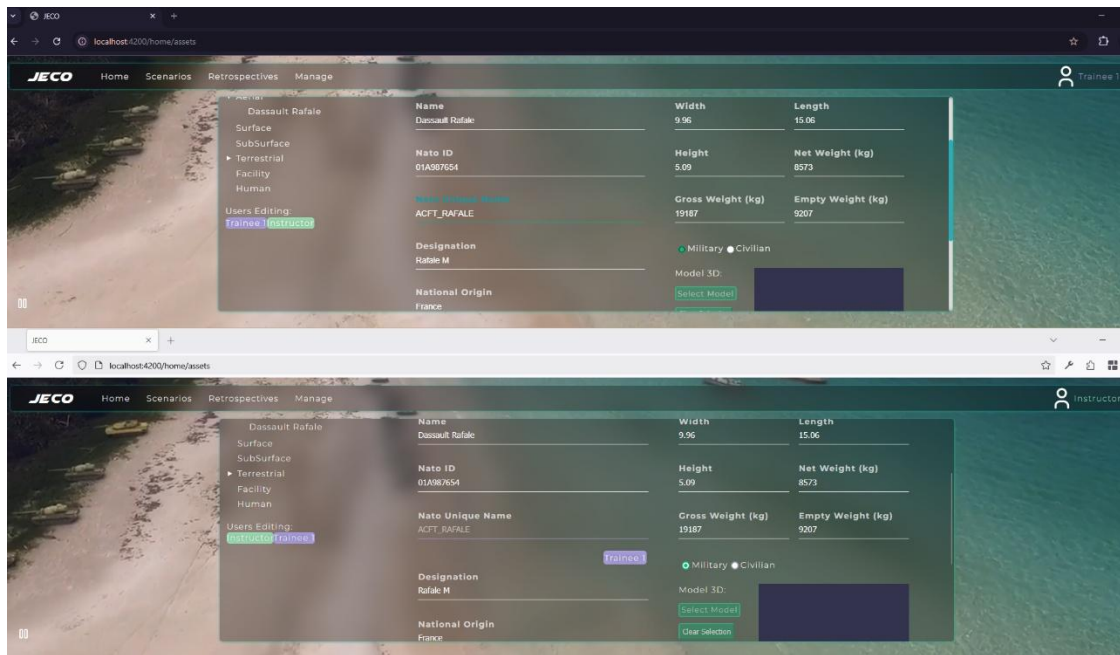 JECO
localhost:4200/home/assets
JECO Home Scenarios Retrospectives Manage Trainee 1
Aerial
Dassault Rafale
Surface
SubSurface
Terrestrial
Facility
Human
Users Editing:
Trainee 1 Instructor
Name
Dassault Rafale
Nato ID
01A987654
Nato Unique Name
ACFT_RAFALE
Designation
Rafale M
National Origin
France
Width Length
9.96 15.06
Height Net Weight (kg)
5.09 8573
Gross Weight (kg) Empty Weight (kg)
19187 9207
Military Civilian
Model 3D:
Select Model
JECO
localhost:4200/home/assets
JECO Home Scenarios Retrospectives Manage Instructor
Dassault Rafale
Surface
SubSurface
Terrestrial
Facility
Human
Users Editing:
Instructor Trainee 1
Name
Dassault Rafale
Nato ID
01A987654
Nato Unique Name
ACFT_RAFALE
Trainee 1
Designation
Rafale M
National Origin
France
Width Length
9.96 15.06
Height Net Weight (kg)
5.09 8573
Gross Weight (kg) Empty Weight (kg)
19187 9207
Military Civilian
Model 3D:
Select Model
Clear Selection